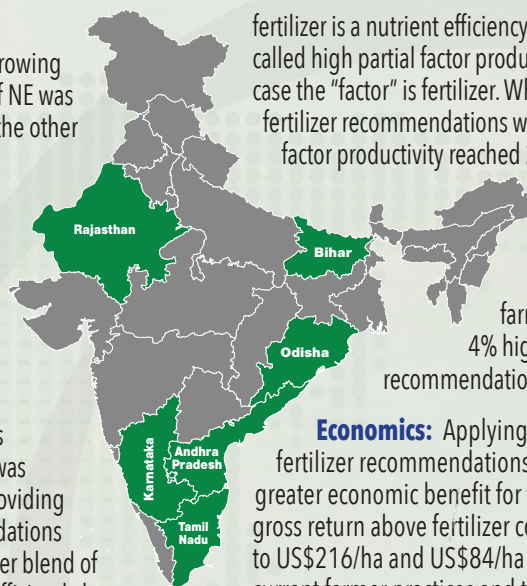 rowing
f NE was
the other
s
was
oviding
dations
er blend of
fertilizer is a nutrient efficiency
called high partial factor produ
case the "factor" is fertilizer. Wh
fertilizer recommendations w
factor productivity reached
farn
4% hig
recommendation
Economics: Applying
fertilizer recommendations
greater economic benefit for
gross return above fertilizer c
to US$216/ha and US$84/ha
Rajasthan
Bihar
Odisha
Karnataka
Andhra
Pradesh
Tamil
Nadu